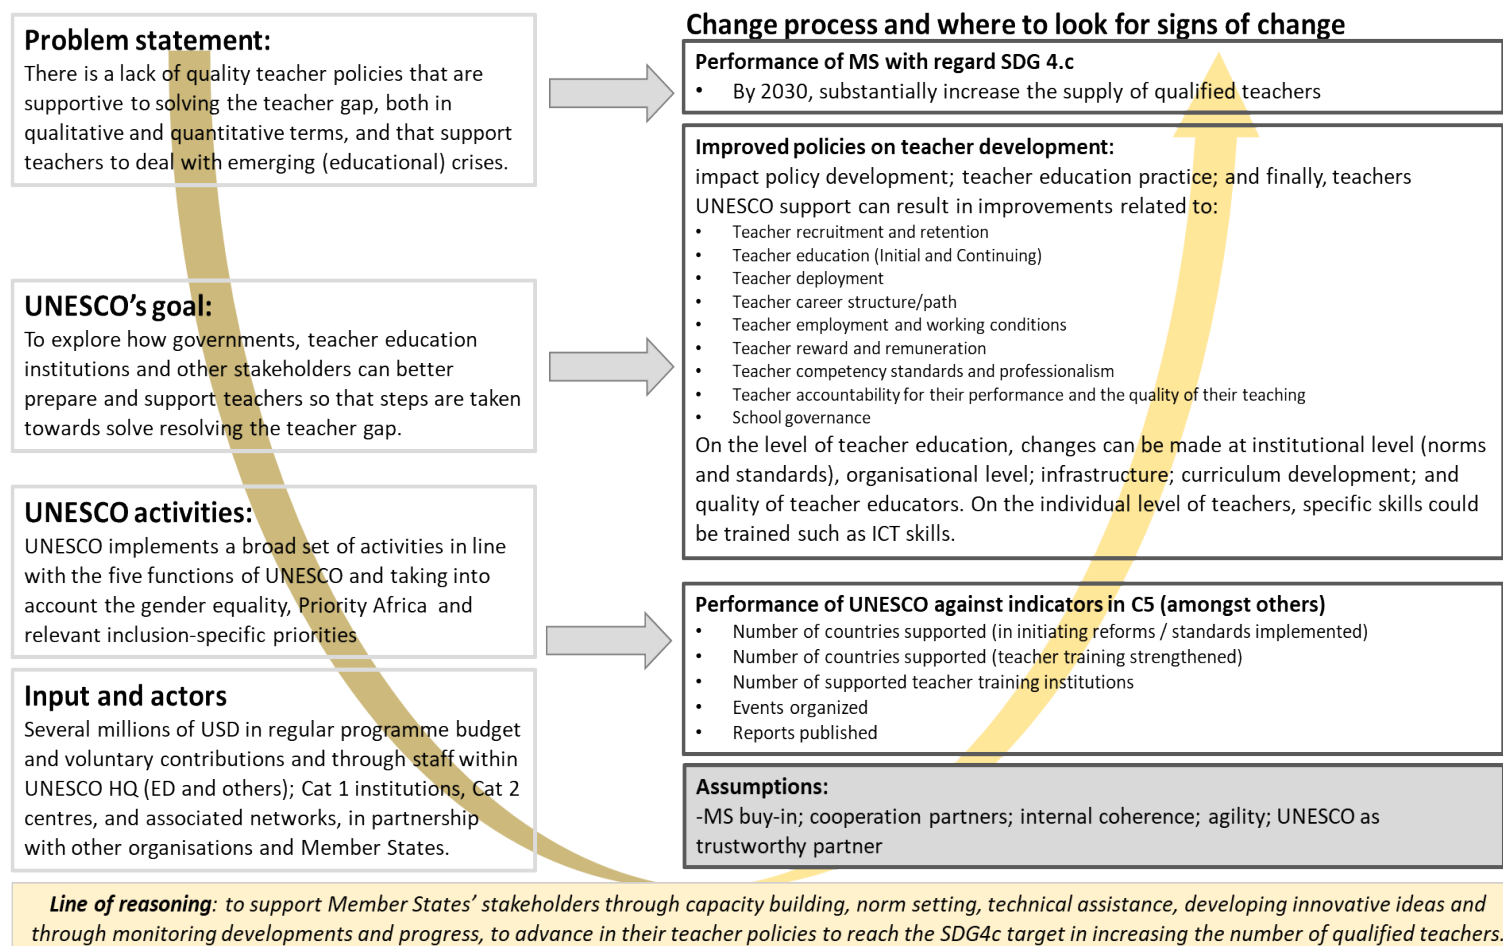 Problem statement:
There is a lack of quality teacher policies that are
supportive to solving the teacher gap, both in
qualitative and quantitative terms, and that support
teachers to deal with emerging (educational) crises.
UNESCO's goal:
To explore how governments, teacher education
institutions and other stakeholders can better
prepare and support teachers so that steps are taken
towards solve resolving the teacher gap.
UNESCO activities:
UNESCO implements a broad set of activities in line
with the five functions of UNESCO and taking into
account the gender equality, Priority Africa and
relevant inclusion-specific priorities
Input and actors
Several millions of USD in regular programme budget
and voluntary contributions and through staff within
UNESCO HQ (ED and others); Cat 1 institutions, Cat 2
centres, and associated networks, in partnership
with other organisations and Member States.
Change process and where to look for signs of change
Performance of MS with regard SDG 4.c
• By 2030, substantially increase the supply of qualified teachers
Improved policies on teacher development:
impact policy development; teacher education practice; and finally, teachers
UNESCO support can result in improvements related to:
• Teacher recruitment and retention
• Teacher education (Initial and Continuing)
• Teacher deployment
• Teacher career structure/path
• Teacher employment and working conditions
• Teacher reward and remuneration
• Teacher competency standards and professionalism
• Teacher accountability for their performance and the quality of their teaching
• School governance
On the level of teacher education, changes can be made at institutional level (norms
and standards), organisational level; infrastructure; curriculum development; and
quality of teacher educators. On the individual level of teachers, specific skills could
be trained such as ICT skills.
Performance of UNESCO against indicators in C5 (amongst others)
• Number of countries supported (in initiating reforms / standards implemented)
• Number of countries supported (teacher training strengthened)
• Number of supported teacher training institutions
• Events organized
• Reports published
Assumptions:
-MS buy-in; cooperation partners; internal coherence; agility; UNESCO as
trustworthy partner
Line of reasoning: to support Member States' stakeholders through capacity building, norm setting, technical assistance, developing innovative ideas and
through monitoring developments and progress, to advance in their teacher policies to reach the SDG4c target in increasing the number of qualified teachers.